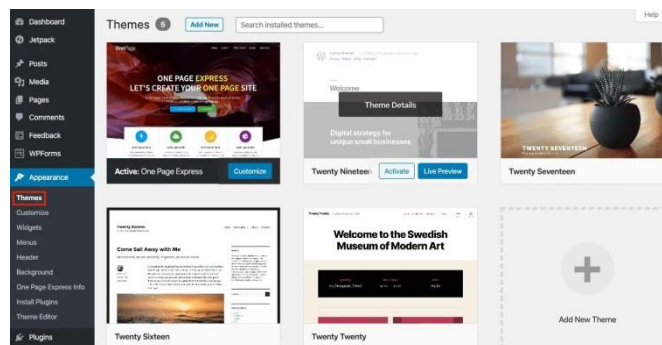 Dashboard
Jetpack
Posts
Media
Pages
Comments
Feedback
WPForms
Appearance
Themes
Customize
Widgets
Menus
Header
Background
One Page Express Info
Install Plugins
Theme Editor
Plugins
Help
Themes 5 Add New Search installed themes...
OnePage
ONE PAGE EXPRESS
LET'S CREATE YOUR ONE PAGE SITE
Active: One Page Express Customize
Welcome
Theme Details
Digital strategy for
unique small businesses
Twenty Nineteen Activate Live Preview
TWENTY SEVENTEEN
Twenty Seventeen
Twenty Sixteen
Come Sail Away with Me
Twenty Sixteen
Twenty Twenty
Welcome to the Swedish
Museum of Modern Art
Twenty Twenty
Add New Theme